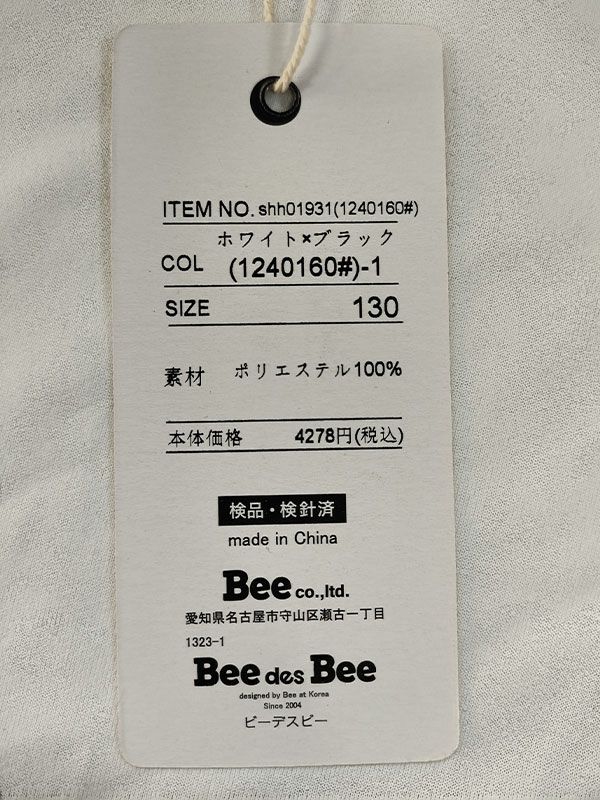 ITEM NO. shh01931(1240160#)
ホワイト×ブラック
COL (1240160#)-1
SIZE 130
素材 ポリエステル100%
本体価格 4278円(税込)
検品・検針済
made in China
Bee co.,ltd.
愛知県名古屋市守山区瀬古一丁目
1323-1
Bee des Bee
designed by Bee at Korea
Since 2004
ビーデスビー